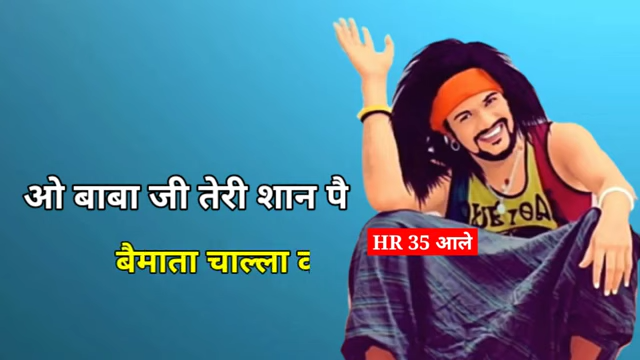 ओ बाबा जी तेरी शान पै
HR 35 आले
बैमाता चाल्ला